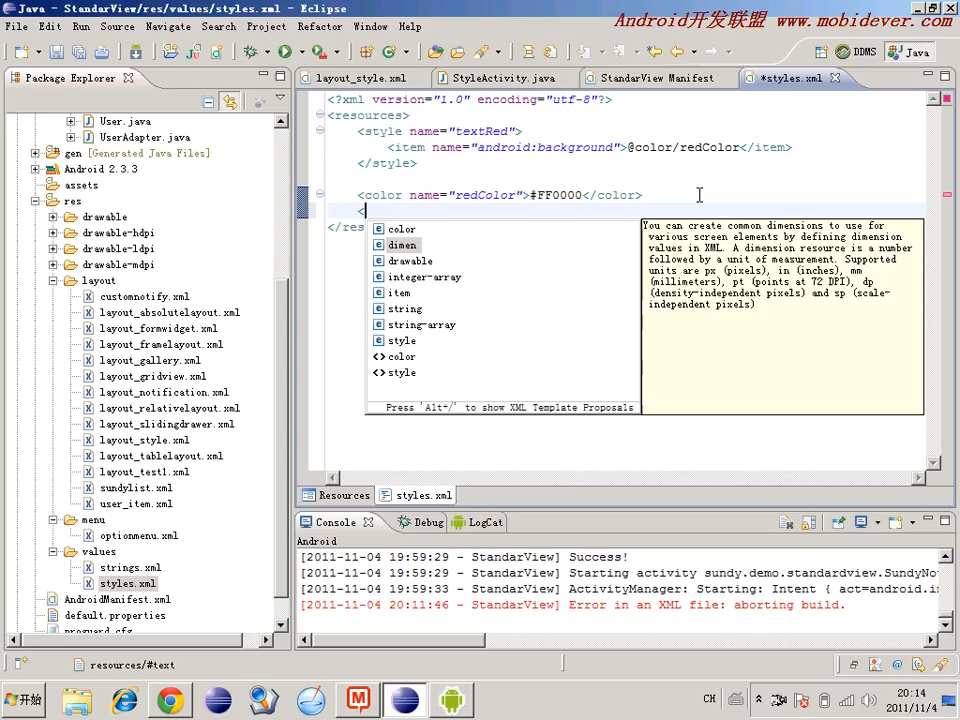 Java - StandarView/res/values/styles.xml - Eclipse
Android开发联盟 www.mobidever.com
File Edit Run Source Navigate Search Project Refactor Window Help
DDMS Java
Package Explorer
layout_style.xml StyleActivity.java StandarView Manifest *styles.xml
User.java
UserAdapter.java
gen [Generated Java Files]
Android 2.3.3
assets
res
drawable
drawable-hdpi
drawable-ldpi
drawable-mdpi
layout
customnotify.xml
layout_absolutelayout.xml
layout_formwidget.xml
layout_framelayout.xml
layout_gallery.xml
layout_gridview.xml
layout_notification.xml
layout_relativelayout.xml
layout_slidingdrawer.xml
layout_style.xml
layout_tablelayout.xml
layout_test1.xml
sundylist.xml
user_item.xml
menu
optionmenu.xml
values
strings.xml
styles.xml
AndroidManifest.xml
default.properties
proguard.cfg
<?xml version="1.0" encoding="utf-8"?>
<resources>
<style name="textRed">
<item name="android:background">@color/redColor</item>
</style>
<color name="redColor">#FF0000</color>
<
</res
color
dimen
drawable
integer-array
item
string
string-array
style
<> color
<> style
Press 'Alt+/' to show XML Template Proposals
You can create common dimensions to use for
various screen elements by defining dimension
values in XML. A dimension resource is a number
followed by a unit of measurement. Supported
units are px (pixels), in (inches), mm
(millimeters), pt (points at 72 DPI), dp
(density-independent pixels) and sp (scale-
independent pixels)
Resources styles.xml
Console Debug LogCat
Android
[2011-11-04 19:59:29 - StandarView] Success!
[2011-11-04 19:59:29 - StandarView] Starting activity sundy.demo.standardview.SundyNo
[2011-11-04 19:59:33 - StandarView] ActivityManager: Starting: Intent { act=android.in
[2011-11-04 20:11:46 - StandarView] Error in an XML file: aborting build.
resources/#text
开始
CH
20:14
2011/11/4